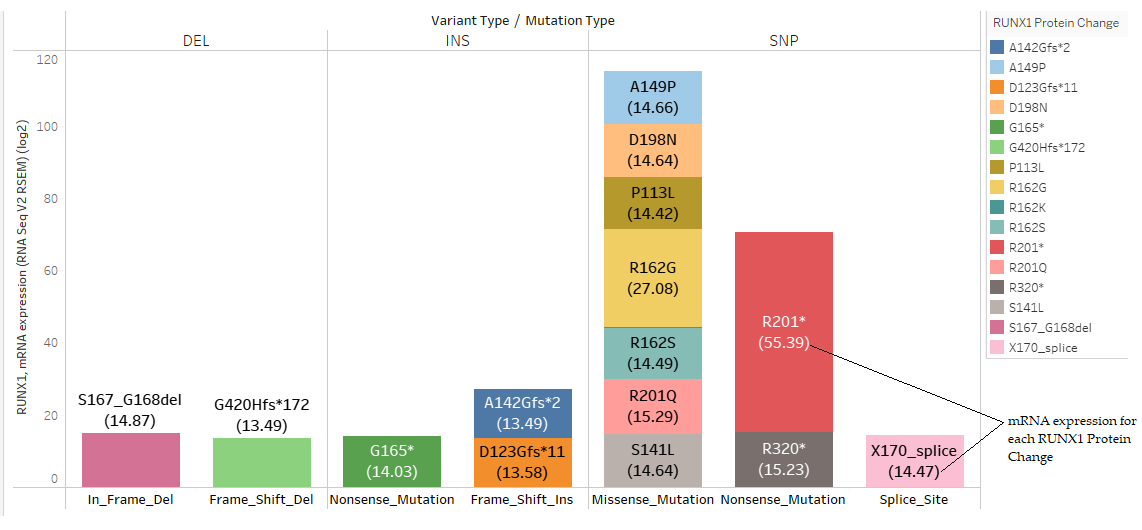 Variant Type / Mutation Type
DEL
INS
SNP
RUNX1, mRNA expression (RNA Seq V2 RSEM) (log2)
120
100
80
60
40
20
0
S167_G168del
(14.87)
G420Hfs*172
(13.49)
G165*
(14.03)
A142Gfs*2
(13.49)
D123Gfs*11
(13.58)
A149P
(14.66)
D198N
(14.64)
P113L
(14.42)
R162G
(27.08)
R162S
(14.49)
R201Q
(15.29)
S141L
(14.64)
R201*
(55.39)
R320*
(15.23)
X170_splice
(14.47)
In_Frame_Del
Frame_Shift_Del
Nonsense_Mutation
Frame_Shift_Ins
Missense_Mutation
Nonsense_Mutation
Splice_Site
RUNX1 Protein Change
A142Gfs*2
A149P
D123Gfs*11
D198N
G165*
G420Hfs*172
P113L
R162G
R162K
R162S
R201*
R201Q
R320*
S141L
S167_G168del
X170_splice
mRNA expression for
each RUNX1 Protein
Change